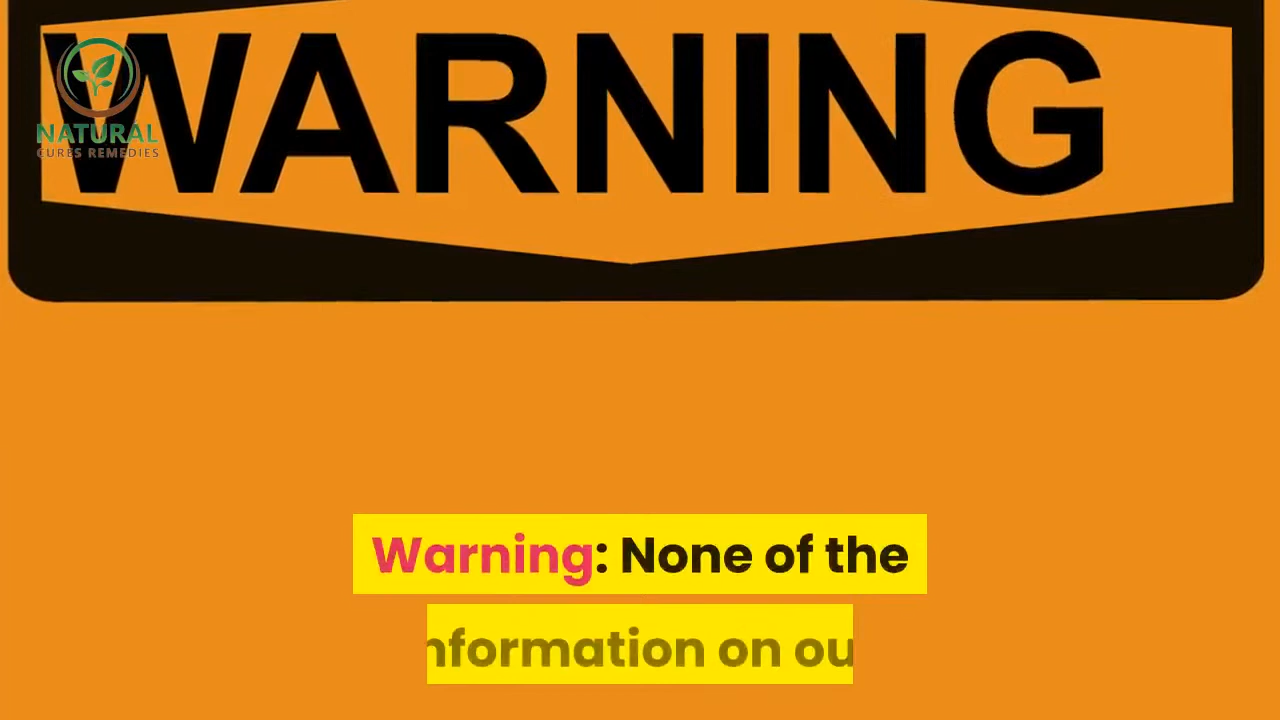 WARNING
NATURAL
CURES REMEDIES
Warning: None of the
nformation on ou